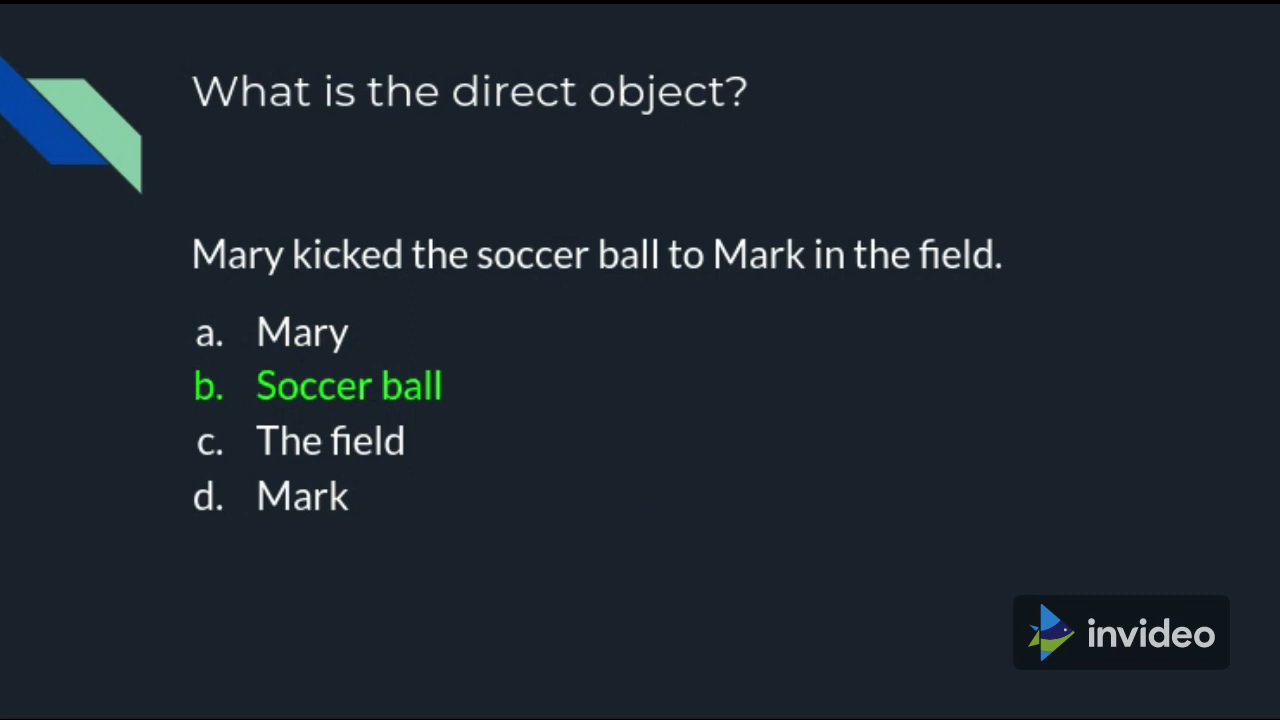 What is the direct object?
Mary kicked the soccer ball to Mark in the field.
a. Mary
b. Soccer ball
c. The field
d. Mark
invideo